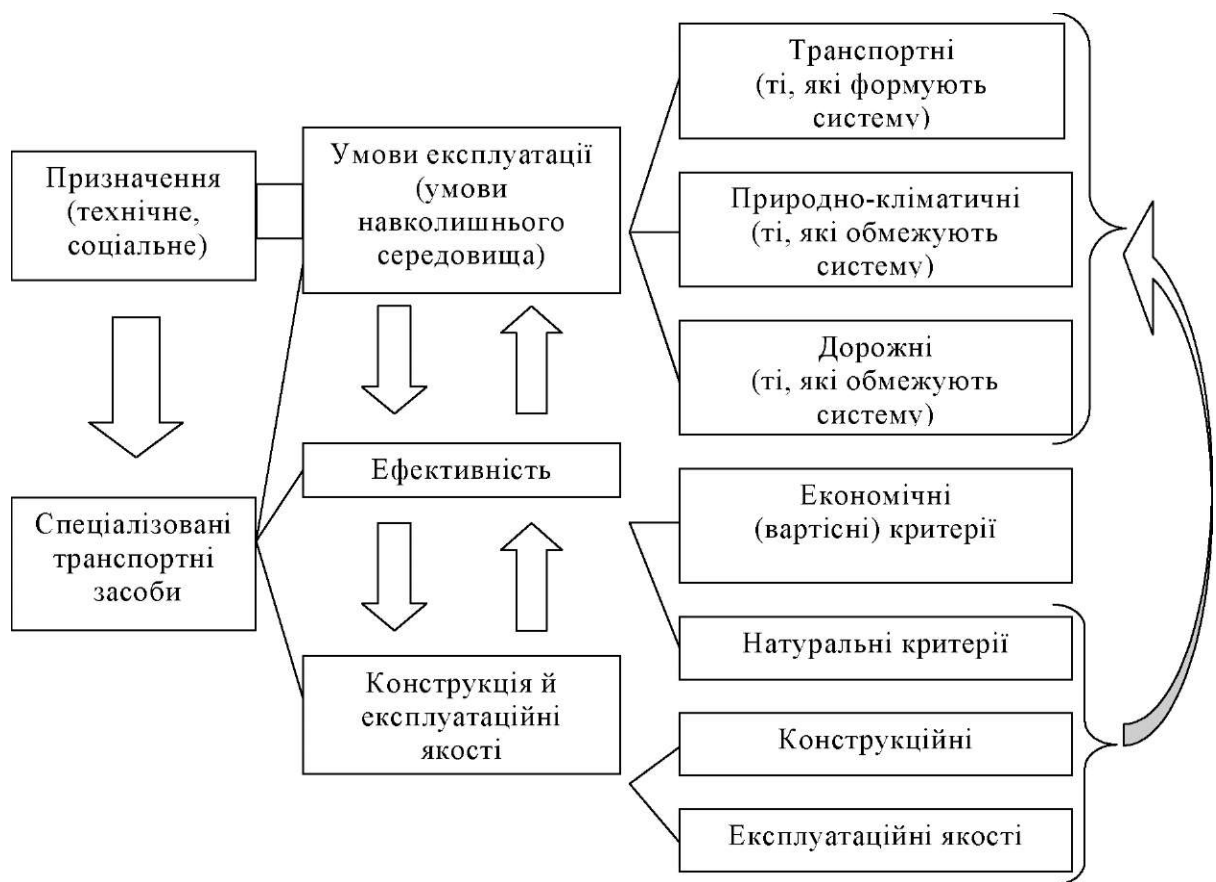 Призначення
(технічне,
соціальне)
Спеціалізовані
транспортні
засоби
Умови експлуатації
(умови
навколишнього
середовища)
Ефективність
Конструкція й
експлуатаційні
якості
Транспортні
(ті, які формують
систему)
Природно-кліматичні
(ті, які обмежують
систему)
Дорожні
(ті, які обмежують
систему)
Економічні
(вартісні) критерії
Натуральні критерії
Конструкційні
Експлуатаційні якості